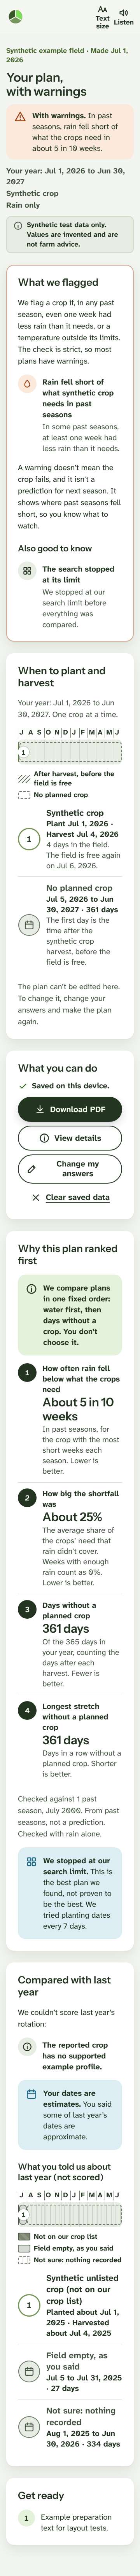 Text
size
Listen
Synthetic example field · Made Jul 1,
2026
Your plan,
with warnings
With warnings. In past
seasons, rain fell short of
what the crops need in
about 5 in 10 weeks.
Your year: Jul 1, 2026 to Jun 30,
2027
Synthetic crop
Rain only
Synthetic test data only.
Values are invented and are
not farm advice.
What we flagged
We flag a crop if, in any past
season, even one week had
less rain than it needs, or a
temperature outside its limits.
The check is strict, so most
plans have warnings.
Rain fell short of
what synthetic crop
needs in past
seasons
In some past seasons,
at least one week had
less rain than it needs.
A warning doesn't mean the
crop fails, and it isn't a
prediction for next season. It
shows where past seasons fell
short, so you know what to
watch.
Also good to know
The search stopped
at its limit
We stopped at our
search limit before
everything was
compared.
When to plant and
harvest
Your year: Jul 1, 2026 to Jun
30, 2027. One crop at a time.
J A S O N D J F M A M J
1
After harvest, before the
field is free
No planned crop
1
Synthetic crop
Plant Jul 1, 2026 ·
Harvest Jul 4, 2026
4 days in the field.
The field is free again
on Jul 6, 2026.
No planned crop
Jul 5, 2026 to Jun
30, 2027 · 361 days
The first day is the
time after the
synthetic crop
harvest, before the
field is free.
The plan can't be edited here.
To change it, change your
answers and make the plan
again.
What you can do
Saved on this device.
Download PDF
View details
Change my
answers
Clear saved data
Why this plan ranked
first
We compare plans
in one fixed order:
water first, then
days without a
crop. You don't
choose it.
1
How often rain fell
below what the crops
need
About 5 in 10
weeks
In past seasons, for
the crop with the most
short weeks each
season. Lower is
better.
2
How big the shortfall
was
About 25%
The average share of
the crops' need that
rain didn't cover.
Weeks with enough
rain count as 0%.
Lower is better.
3
Days without a
planned crop
361 days
Of the 365 days in
your year, counting the
days after each
harvest. Fewer is
better.
4
Longest stretch
without a planned
crop
361 days
Days in a row without a
planned crop. Shorter
is better.
Checked against 1 past
season, July 2000. From past
seasons, not a prediction.
Checked with rain alone.
We stopped at our
search limit. This is
the best plan we
found, not proven to
be the best. We
tried planting dates
every 7 days.
Compared with last
year
We couldn't score last year's
rotation:
The reported crop
has no supported
example profile.
Your dates are
estimates. You said
some of last year's
dates are
approximate.
What you told us about
last year (not scored)
J A S O N D J F M A M J
1
Not on our crop list
Field empty, as you said
Not sure: nothing recorded
1
Synthetic unlisted
crop (not on our
crop list)
Planted about Jul 1,
2025 · Harvested
about Jul 4, 2025
Field empty, as
you said
Jul 5 to Jul 31, 2025
· 27 days
Not sure: nothing
recorded
Aug 1, 2025 to Jun
30, 2026 · 334 days
Get ready
1
Example preparation
text for layout tests.